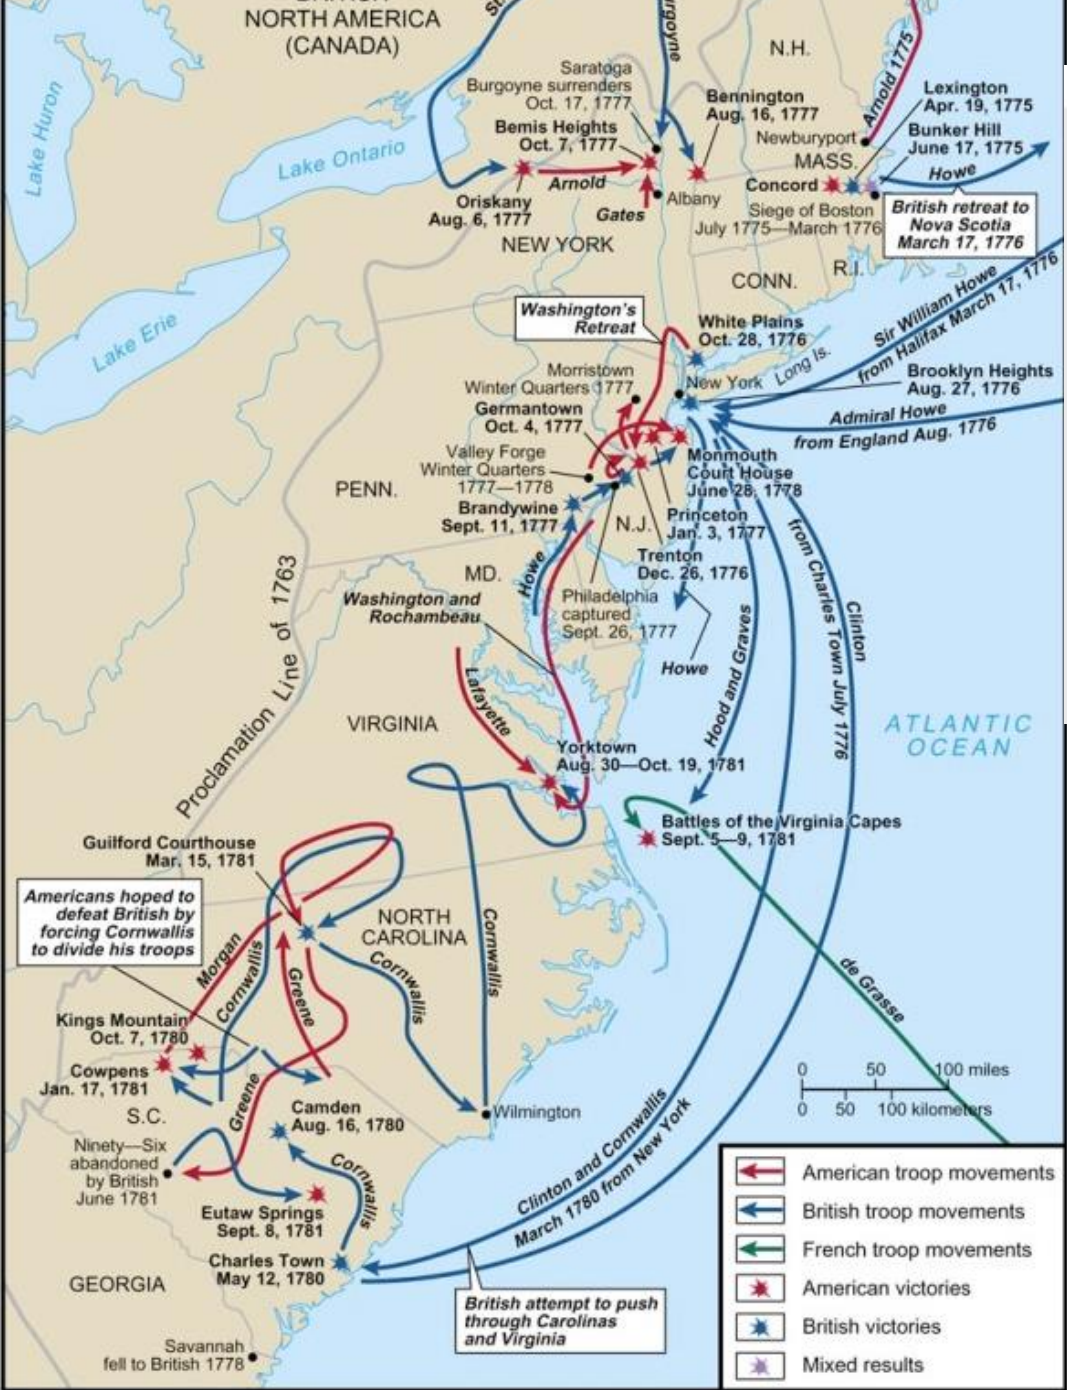 NORTH AMERICA
(CANADA)
Lake Huron
Lake Ontario
Lake Erie
N.H.
Arnold 1775
Saratoga
Burgoyne surrenders
Oct. 17, 1777
Bemis Heights
Oct. 7, 1777
Bennington
Aug. 16, 1777
Lexington
Apr. 19, 1775
Bunker Hill
June 17, 1775
Newburyport
MASS.
Concord
Howe
Arnold
Gates
Albany
Oriskany
Aug. 6, 1777
Siege of Boston
July 1775—March 1776
British retreat to
Nova Scotia
March 17, 1776
NEW YORK
CONN.
R.I.
Washington's
Retreat
White Plains
Oct. 28, 1776
Sir William Howe
from Halifax March 17, 1776
Long Is.
Morristown
Winter Quarters 1777
New York
Brooklyn Heights
Aug. 27, 1776
Admiral Howe
from England Aug. 1776
Germantown
Oct. 4, 1777
Valley Forge
Winter Quarters
1777—1778
Monmouth
Court House
June 28, 1778
PENN.
Brandywine
Sept. 11, 1777
N.J.
Princeton
Jan. 3, 1777
Trenton
Dec. 26, 1776
MD.
Howe
Philadelphia
captured
Sept. 26, 1777
Washington and
Rochambeau
Howe
Hood and Graves
Clinton
from Charles Town July 1776
Proclamation Line of 1763
Lafayette
VIRGINIA
ATLANTIC
OCEAN
Yorktown
Aug. 30—Oct. 19, 1781
Battles of the Virginia Capes
Sept. 5—9, 1781
Guilford Courthouse
Mar. 15, 1781
Americans hoped to
defeat British by
forcing Cornwallis
to divide his troops
NORTH
CAROLINA
Morgan
Cornwallis
Greene
Cornwallis
Cornwallis
de Grasse
Kings Mountain
Oct. 7, 1780
Cowpens
Jan. 17, 1781
S.C.
Greene
Camden
Aug. 16, 1780
Wilmington
0 50 100 miles
0 50 100 kilometers
Ninety—Six
abandoned
by British
June 1781
Cornwallis
Eutaw Springs
Sept. 8, 1781
Clinton and Cornwallis
March 1780 from New York
Charles Town
May 12, 1780
GEORGIA
British attempt to push
through Carolinas
and Virginia
Savannah
fell to British 1778
American troop movements
British troop movements
French troop movements
American victories
British victories
Mixed results